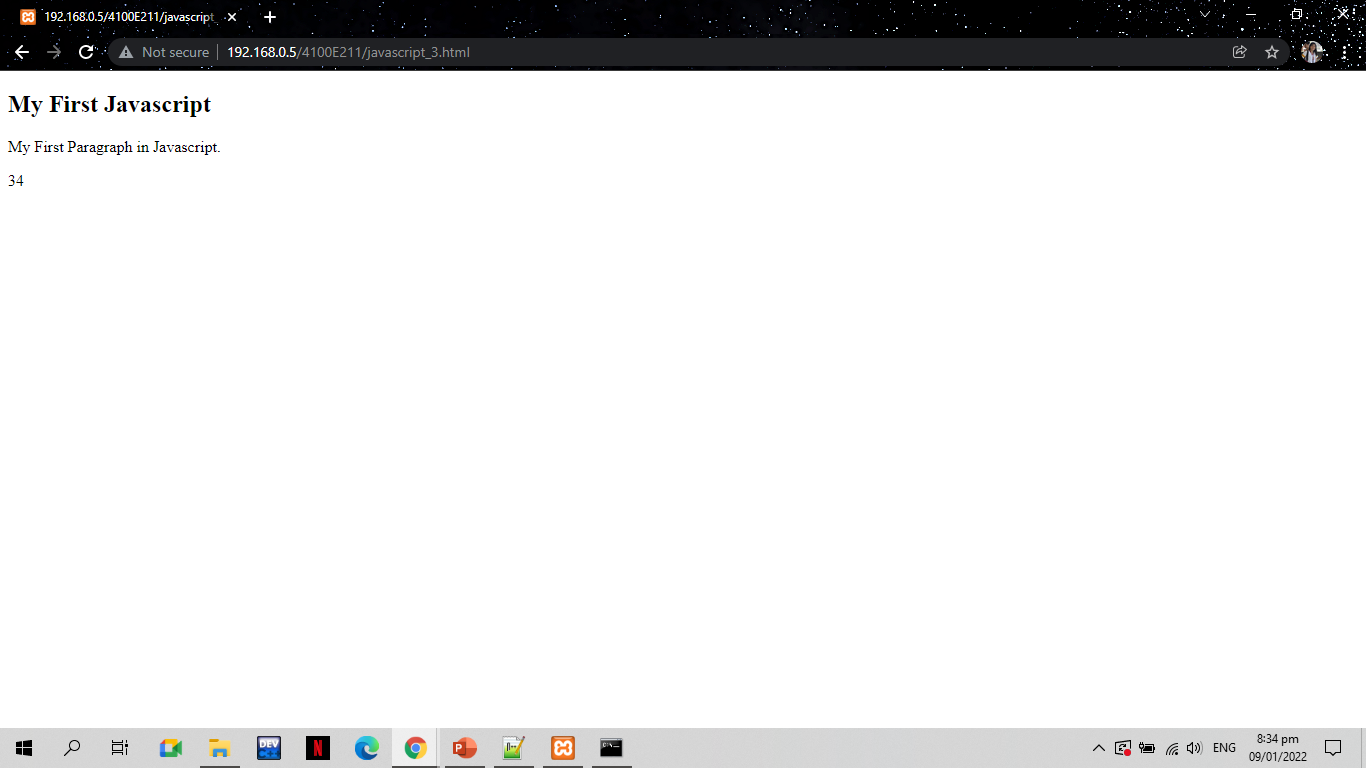 192.168.0.5/4100E211/javascript
Not secure
192.168.0.5/4100E211/javascript_3.html
My First Javascript
My First Paragraph in Javascript.
34
DEV
N
P
ENG
8:34 pm
09/01/2022